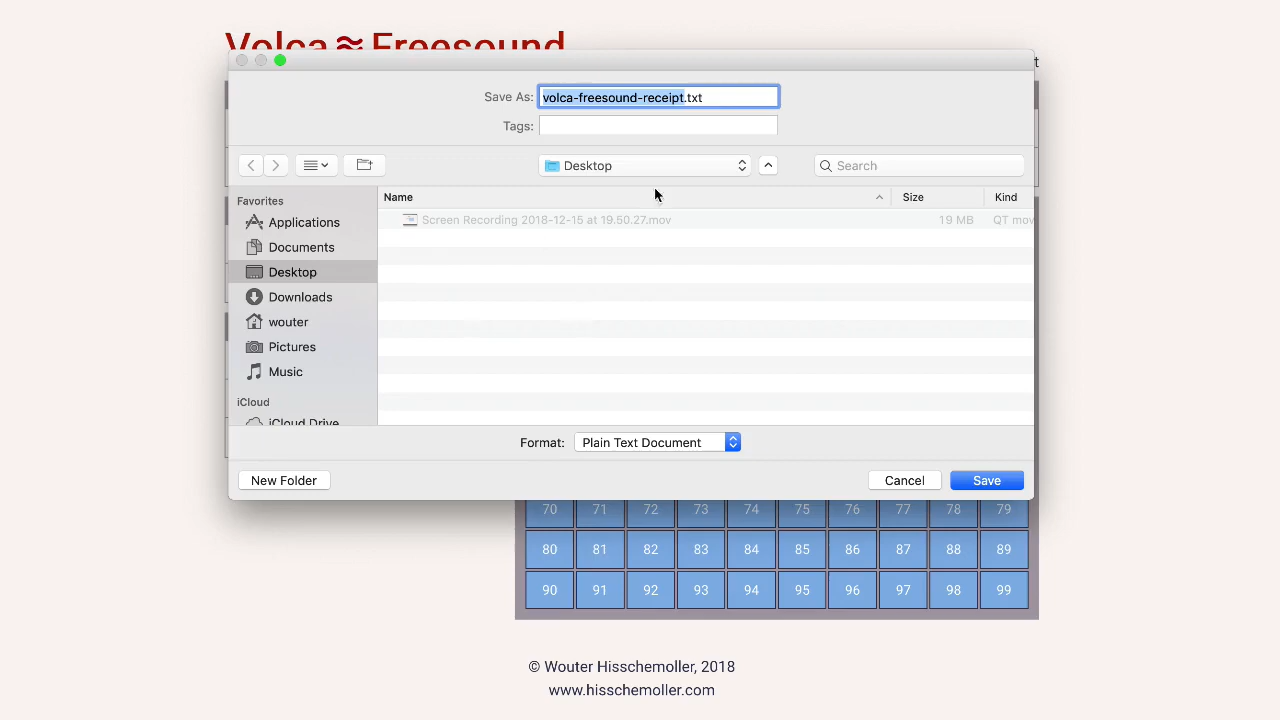 Volca ≈ Freesound
t
Save As: volca-freesound-receipt.txt
Tags:
Desktop
Search
Favorites
Applications
Documents
Desktop
Downloads
wouter
Pictures
Music
iCloud
iCloud Drive
Name Size Kind
Screen Recording 2018-12-15 at 19.50.27.mov 19 MB QT mov
Format: Plain Text Document
New Folder Cancel Save
70 71 72 73 74 75 76 77 78 79
80 81 82 83 84 85 86 87 88 89
90 91 92 93 94 95 96 97 98 99
© Wouter Hisschemoller, 2018
www.hisschemoller.com